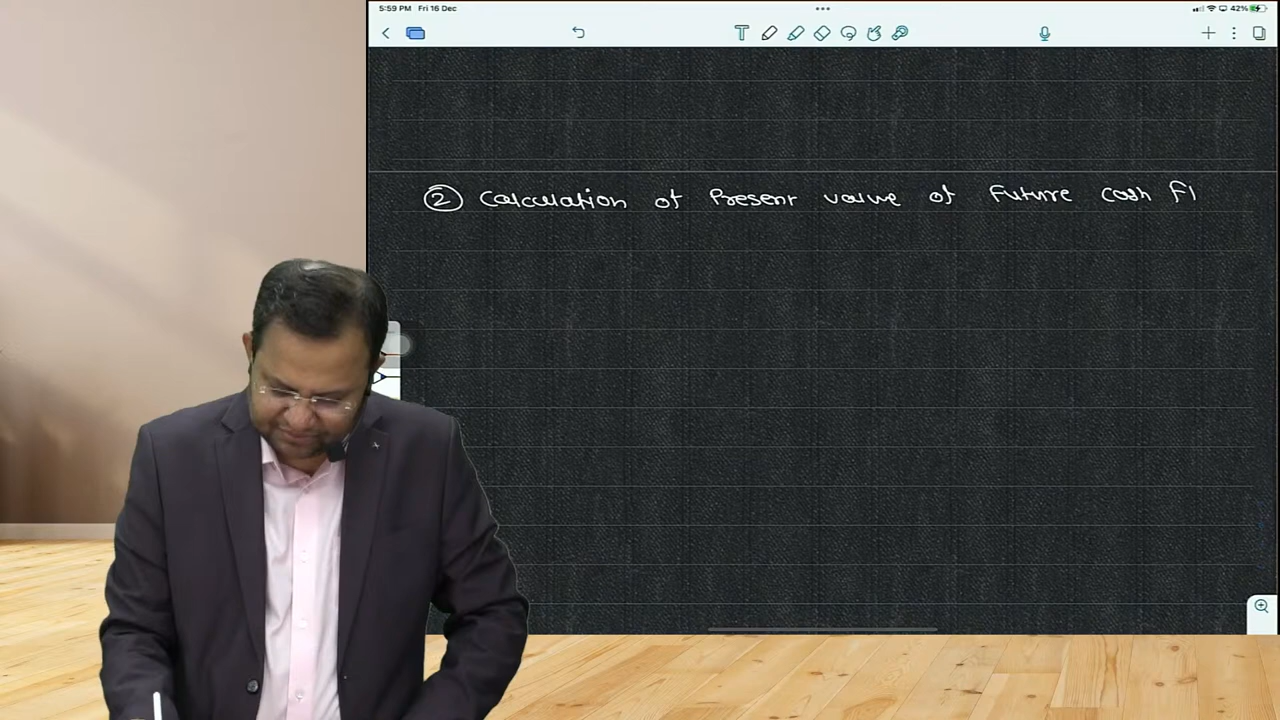 5:59 PM Fri 16 Dec
42%
T
② Calculation of Present value of Future cash Fl